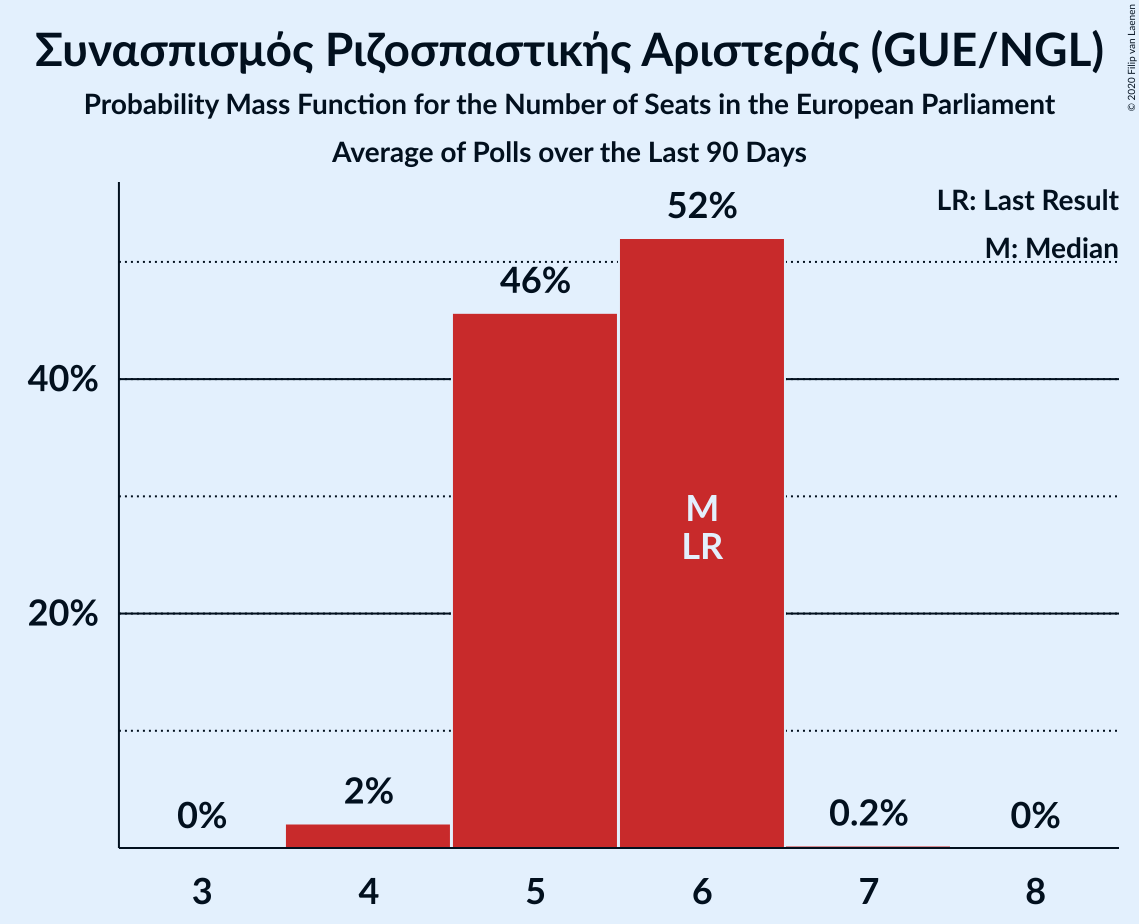 Συνασπισμός Ριζοσπαστικής Αριστεράς (GUE/NGL)
Probability Mass Function for the Number of Seats in the European Parliament
Average of Polls over the Last 90 Days
© 2020 Filip van Laenen
LR: Last Result
M: Median
52%
46%
40%
M
LR
20%
2%
0%
0.2%
0%
3 4 5 6 7 8